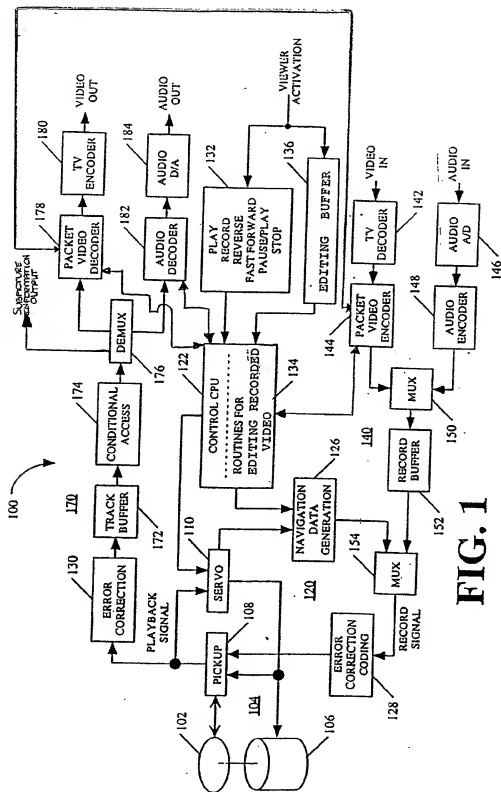 100
SUBPICTURE
INFORMATION
OUTPUT
170
130
ERROR
CORRECTION
172
TRACK
BUFFER
174
CONDITIONAL
ACCESS
176
DEMUX
178
PACKET VIDEO
DECODER
180
TV
ENCODER
VIDEO OUT
182
AUDIO
DECODER
184
AUDIO D/A
AUDIO OUT
PLAYBACK
SIGNAL
102
104
106
108
PICKUP
110
SERVO
120
122
CONTROL CPU
ROUTINES FOR
EDITING RECORDED
VIDEO
134
132
PLAY
RECORD
REVERSE
FAST FORWARD
PAUSE/PLAY
STOP
VIEWER
ACTIVATION
136
EDITING BUFFER
126
NAVIGATION
DATA
GENERATION
128
ERROR CORRECTION
CODING
RECORD
SIGNAL
154
MUX
152
RECORD
BUFFER
140
150
MUX
144
PACKET VIDEO
ENCODER
142
TV
DECODER
VIDEO IN
148
AUDIO
ENCODER
146
AUDIO
A/D
AUDIO
IN
FIG. 1